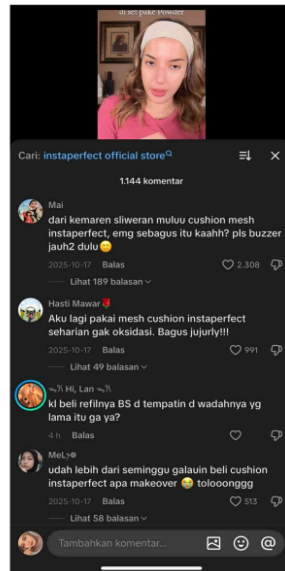 di set pake Powder
Cari: instaperfect official store
1.144 komentar
Mai
dari kemaren sliweran muluu cushion mesh
instaperfect, emg sebagus itu kaahh? pls buzzer
jauh2 dulu😬
2025-10-17 Balas 2.308
Lihat 189 balasan
Hasti Mawar🌹
Aku lagi pakai mesh cushion instaperfect
seharian gak oksidasi. Bagus jujurly!!!
2025-10-17 Balas 991
Lihat 49 balasan
Hi, Lan
kl beli refilnya BS d tempatin d wadahnya yg
lama itu ga ya?
4 h Balas
MeL
udah lebih dari seminggu galauin beli cushion
instaperfect apa makeover 😭 tolooonggg
2025-10-17 Balas 513
Lihat 58 balasan
Tambahkan komentar...